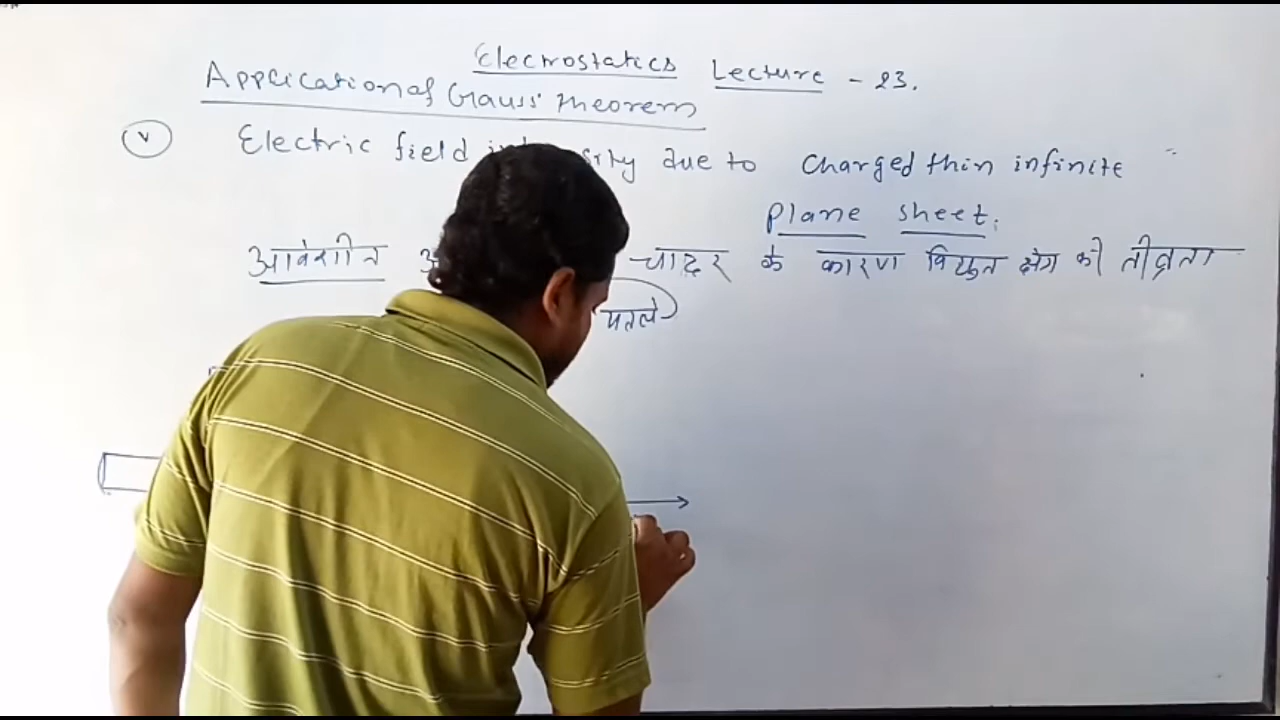 Electrostatics Lecture - 23.
Application of Gauss' Theorem
(v) Electric field due to charged thin infinite
plane sheet.
आवेशीत चादर के कारण विद्युत क्षेत्र की तीव्रता
पतले